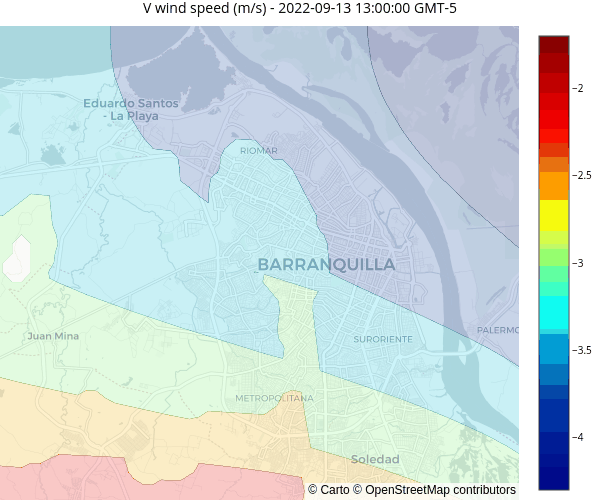 V wind speed (m/s) - 2022-09-13 13:00:00 GMT-5
−2
Eduardo Santos
- La Playa
RIOMAR
−2.5
−3
BARRANQUILLA
Juan Mina
SURORIENTE
PALERMO
−3.5
METROPOLITANA
−4
Soledad
© Carto © OpenStreetMap contributors